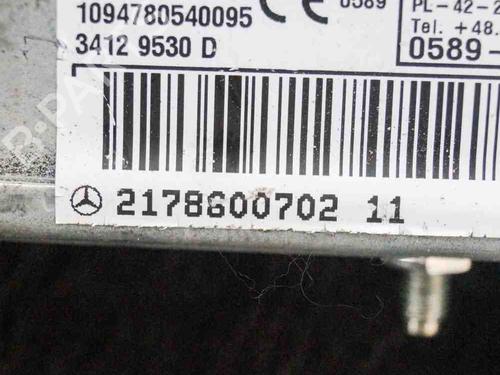 1094780540095
3412 9530 D
0589
PL-42-2
Tel. +48.
0589-
2178600702 11